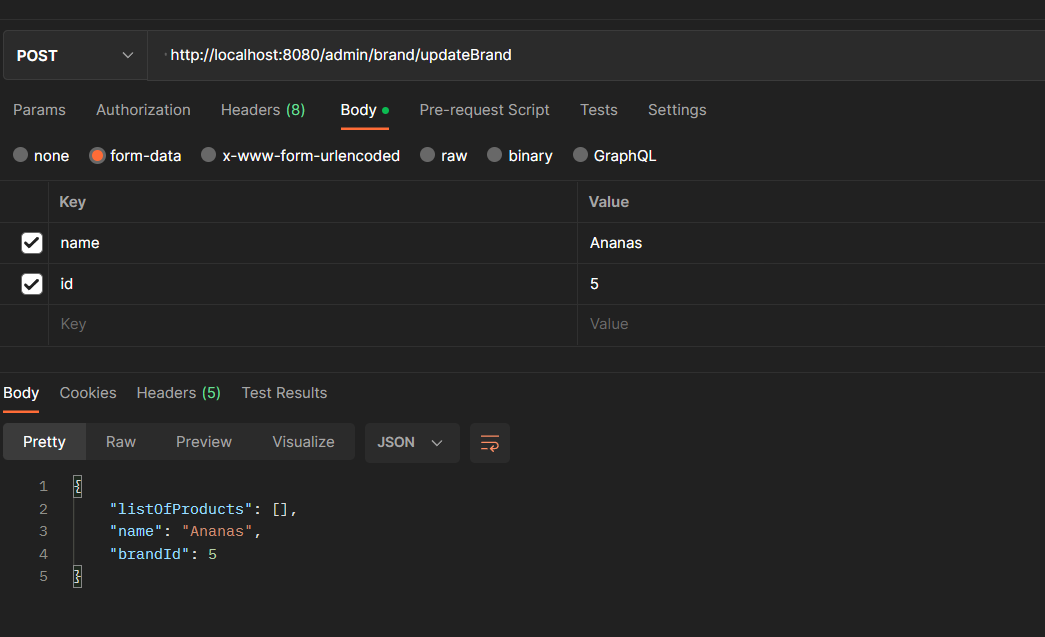 POST http://localhost:8080/admin/brand/updateBrand
Params Authorization Headers (8) Body Pre-request Script Tests Settings
none form-data x-www-form-urlencoded raw binary GraphQL
Key Value
name Ananas
id 5
Key Value
Body Cookies Headers (5) Test Results
Pretty Raw Preview Visualize JSON
1 {
2 "listOfProducts": [],
3 "name": "Ananas",
4 "brandId": 5
5 }